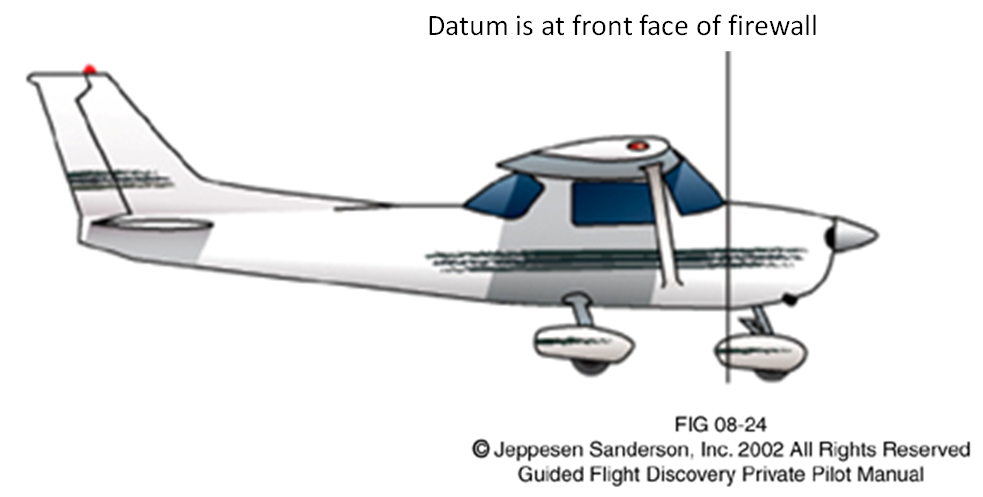 Datum is at front face of firewall
FIG 08-24
© Jeppesen Sanderson, Inc. 2002 All Rights Reserved
Guided Flight Discovery Private Pilot Manual